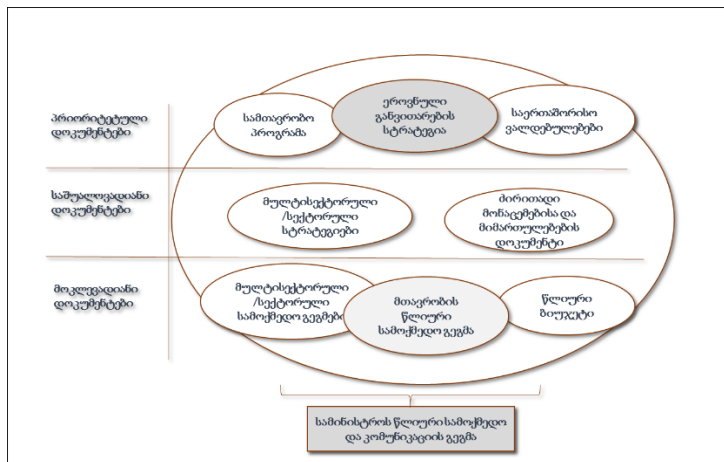 პრიორიტეტული
დოკუმენტები
სამთავრობო
პროგრამა
ეროვნული
განვითარების
სტრატეგია
საერთაშორისო
ვალდებულებები
საშუალოვადიანი
დოკუმენტები
მულტისექტორული
/სექტორული
სტრატეგიები
ძირითადი
მონაცემებისა და
მიმართულებების
დოკუმენტი
მოკლევადიანი
დოკუმენტები
მულტისექტორული
/სექტორული
სამოქმედო გეგმები
მთავრობის
წლიური
სამოქმედო გეგმა
წლიური
ბიუჯეტი
სამინისტროს წლიური სამოქმედო
და კომუნიკაციის გეგმა